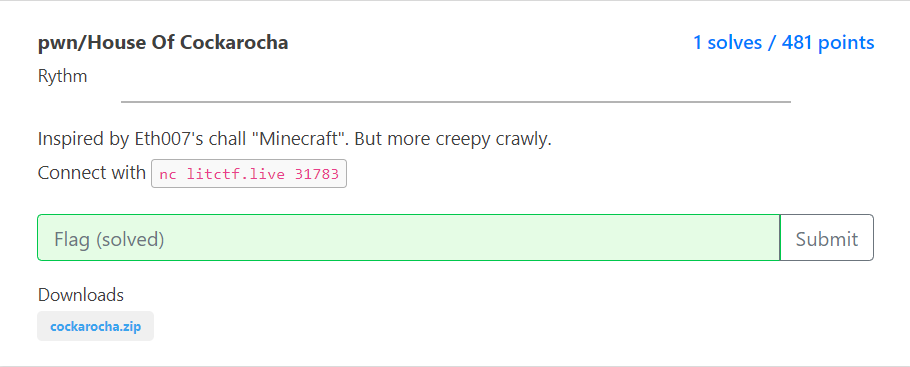 pwn/House Of Cockarocha 1 solves / 481 points
Rythm
Inspired by Eth007's chall "Minecraft". But more creepy crawly.
Connect with nc litctf.live 31783
Flag (solved) Submit
Downloads
cockarocha.zip